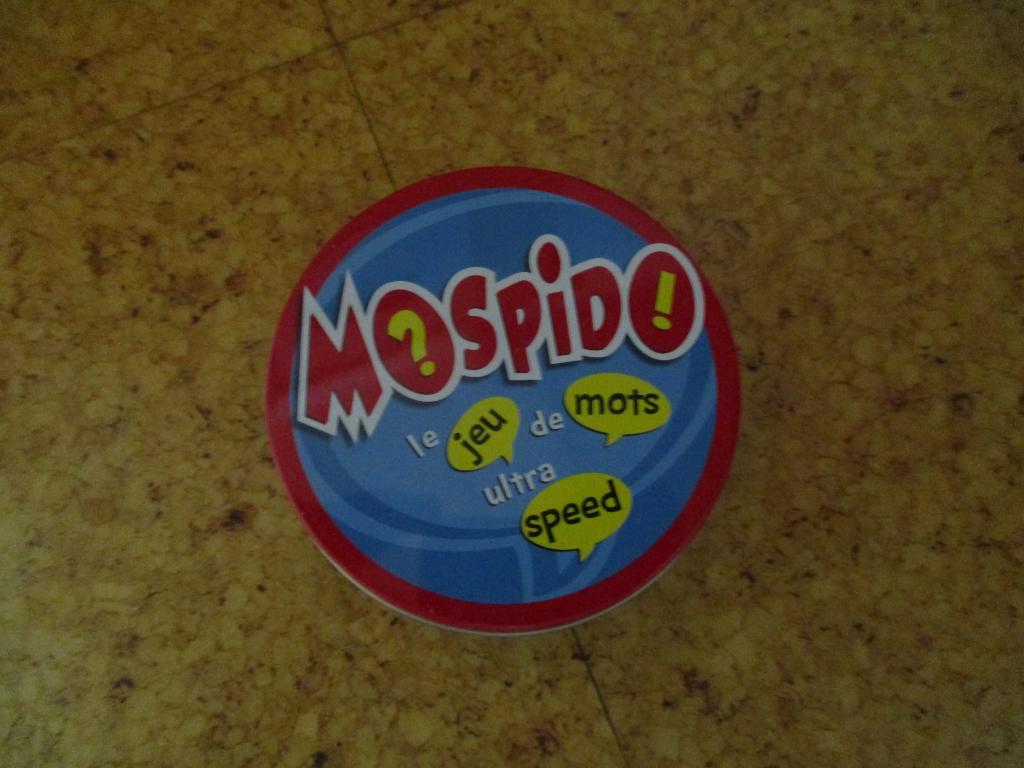 MOSPIDO
le jeu de mots
ultra
speed